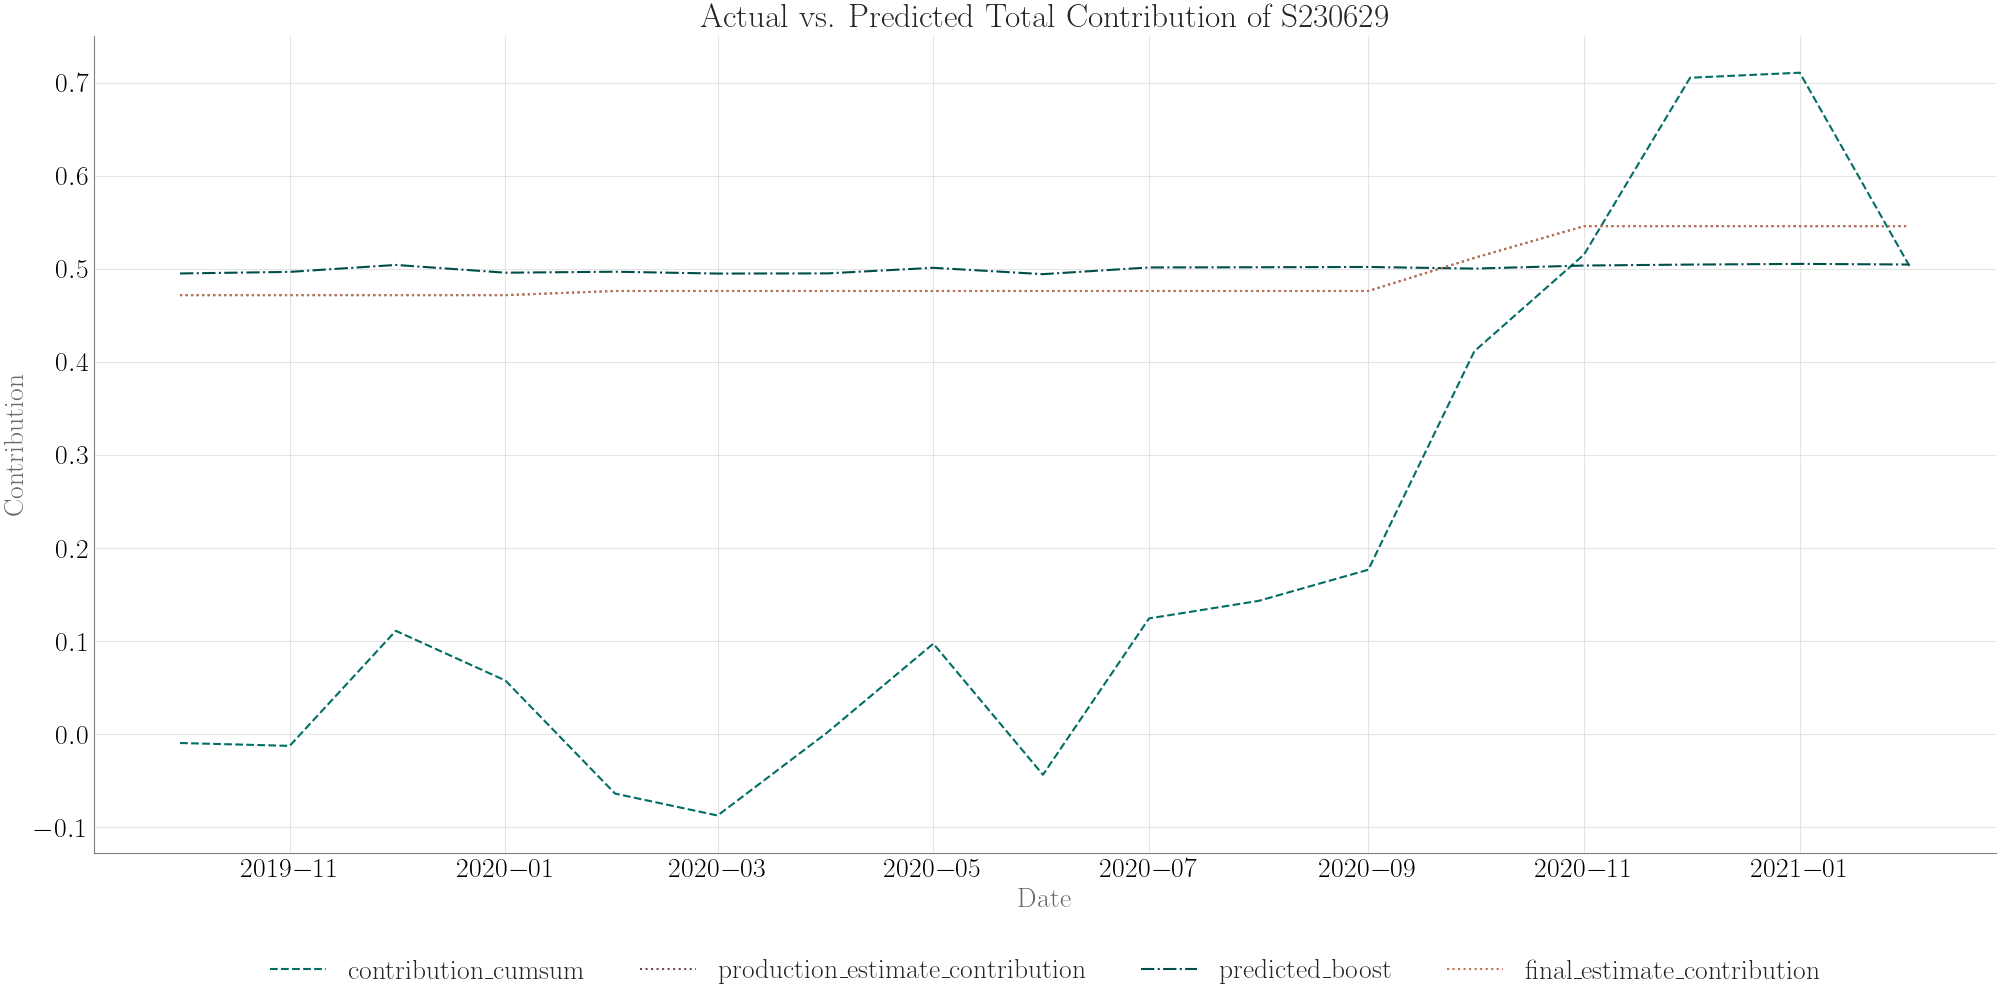 Actual vs. Predicted Total Contribution of S230629
0.7
0.6
0.5
0.4
0.3
0.2
0.1
0.0
−0.1
Contribution
2019−11 2020−01 2020−03 2020−05 2020−07 2020−09 2020−11 2021−01
Date
contribution_cumsum production_estimate_contribution predicted_boost final_estimate_contribution